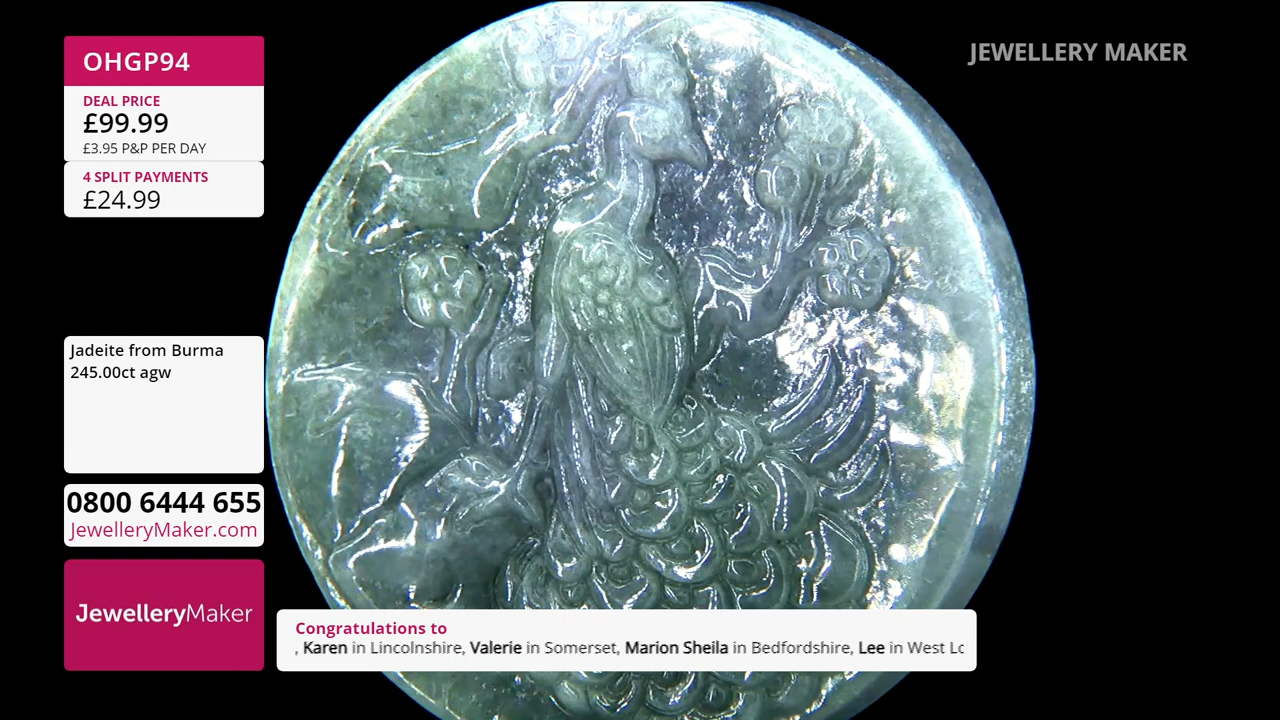 OHGP94
DEAL PRICE
£99.99
£3.95 P&P PER DAY
4 SPLIT PAYMENTS
£24.99
Jadeite from Burma
245.00ct agw
0800 6444 655
JewelleryMaker.com
JewelleryMaker
JEWELLERY MAKER
Congratulations to
, Karen in Lincolnshire, Valerie in Somerset, Marion Sheila in Bedfordshire, Lee in West